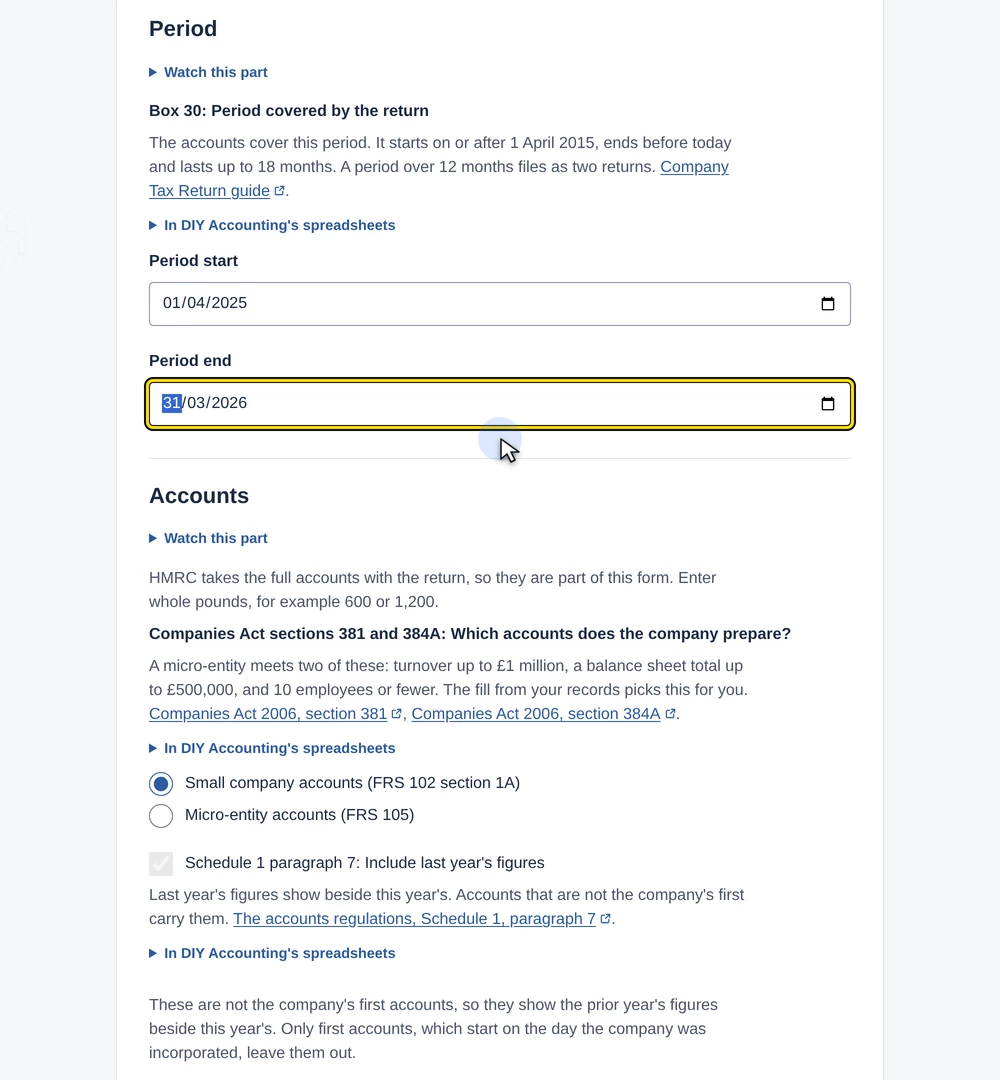 Period
Watch this part
Box 30: Period covered by the return
The accounts cover this period. It starts on or after 1 April 2015, ends before today
and lasts up to 18 months. A period over 12 months files as two returns. Company
Tax Return guide.
In DIY Accounting's spreadsheets
Period start
01/04/2025
Period end
31/03/2026
Accounts
Watch this part
HMRC takes the full accounts with the return, so they are part of this form. Enter
whole pounds, for example 600 or 1,200.
Companies Act sections 381 and 384A: Which accounts does the company prepare?
A micro-entity meets two of these: turnover up to £1 million, a balance sheet total up
to £500,000, and 10 employees or fewer. The fill from your records picks this for you.
Companies Act 2006, section 381, Companies Act 2006, section 384A.
In DIY Accounting's spreadsheets
Small company accounts (FRS 102 section 1A)
Micro-entity accounts (FRS 105)
Schedule 1 paragraph 7: Include last year's figures
Last year's figures show beside this year's. Accounts that are not the company's first
carry them. The accounts regulations, Schedule 1, paragraph 7.
In DIY Accounting's spreadsheets
These are not the company's first accounts, so they show the prior year's figures
beside this year's. Only first accounts, which start on the day the company was
incorporated, leave them out.